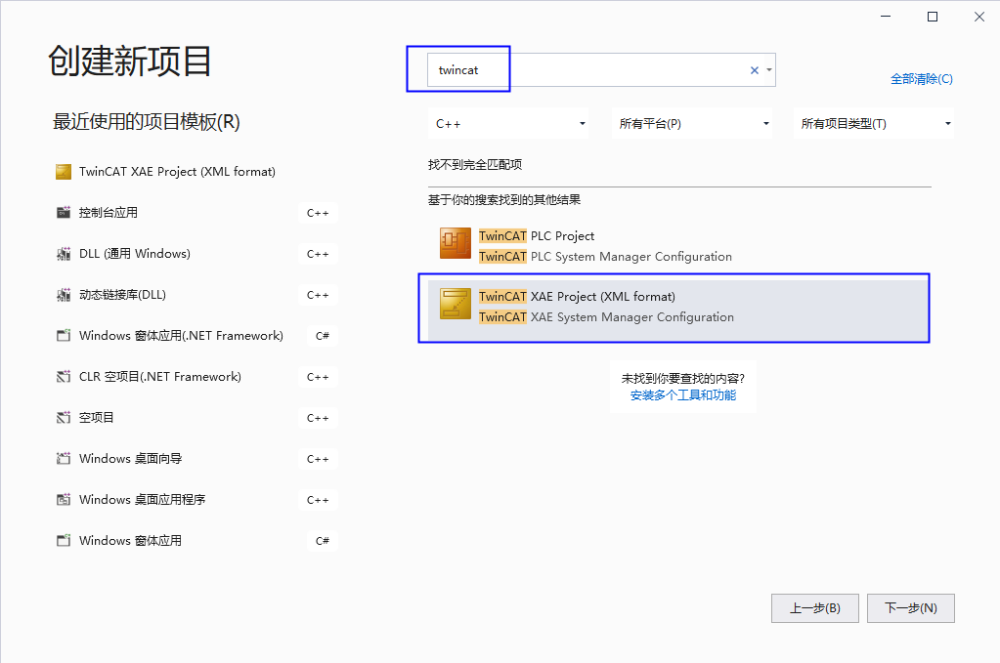 创建新项目
最近使用的项目模板(R)
TwinCAT XAE Project (XML format)
控制台应用 C++
DLL (通用 Windows) C++
动态链接库(DLL) C++
Windows 窗体应用(.NET Framework) C#
CLR 空项目(.NET Framework) C++
空项目 C++
Windows 桌面向导 C++
Windows 桌面应用程序 C++
Windows 窗体应用 C#
twincat
全部清除(C)
C++ 所有平台(P) 所有项目类型(T)
找不到完全匹配项
基于你的搜索找到的其他结果
TwinCAT PLC Project
TwinCAT PLC System Manager Configuration
TwinCAT XAE Project (XML format)
TwinCAT XAE System Manager Configuration
未找到你要查找的内容?
安装多个工具和功能
上一步(B) 下一步(N)